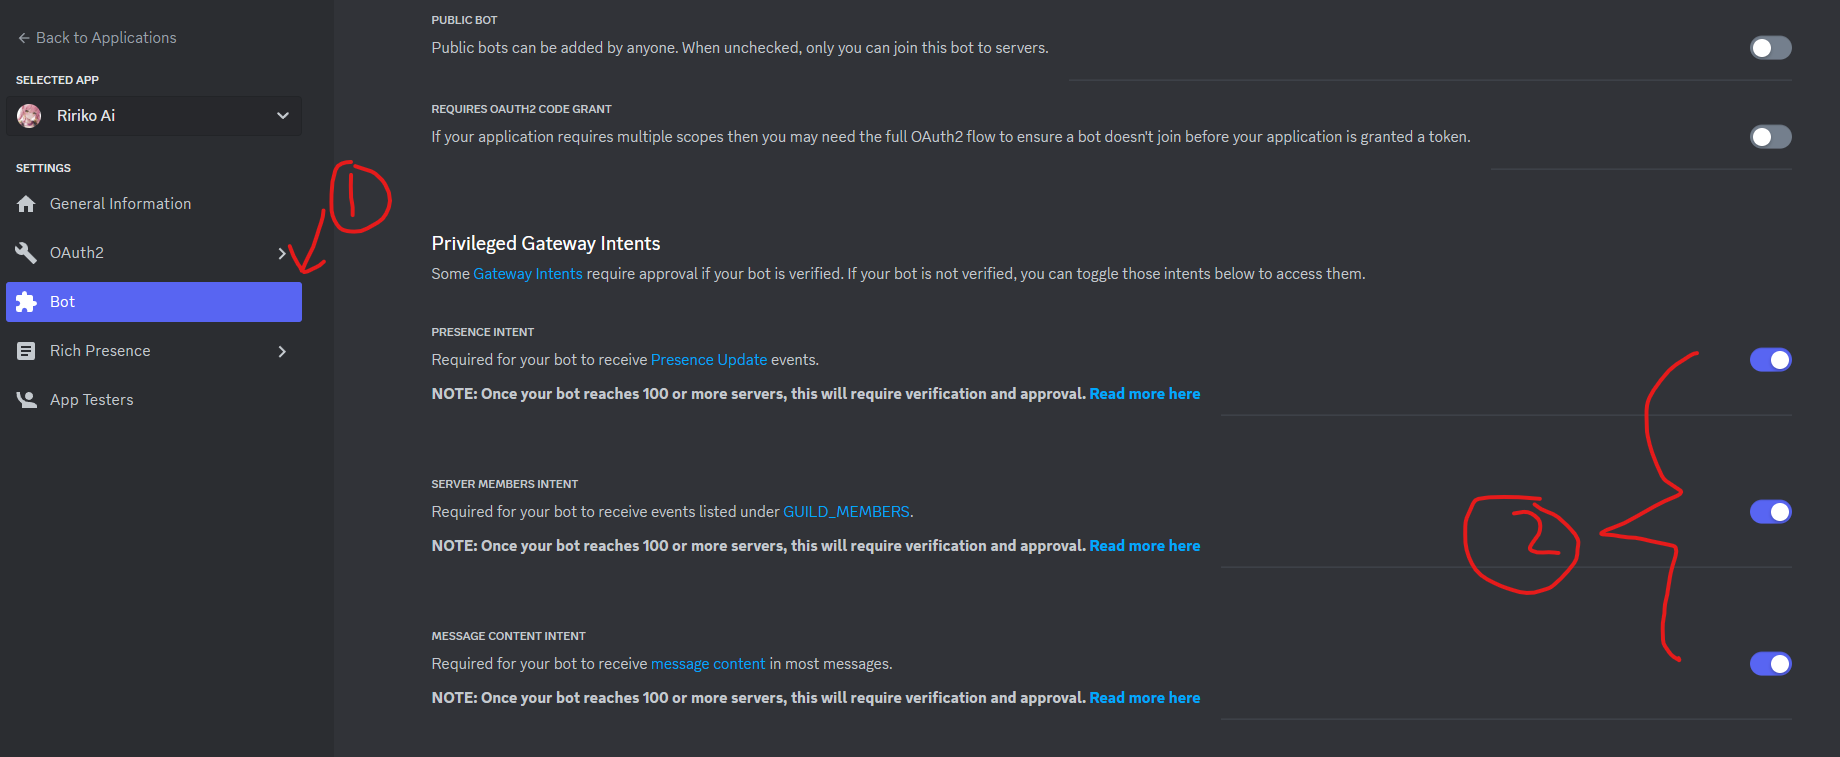 Back to Applications
SELECTED APP
Ririko Ai
SETTINGS
General Information
OAuth2
Bot
Rich Presence
App Testers
1
PUBLIC BOT
Public bots can be added by anyone. When unchecked, only you can join this bot to servers.
REQUIRES OAUTH2 CODE GRANT
If your application requires multiple scopes then you may need the full OAuth2 flow to ensure a bot doesn't join before your application is granted a token.
Privileged Gateway Intents
Some Gateway Intents require approval if your bot is verified. If your bot is not verified, you can toggle those intents below to access them.
PRESENCE INTENT
Required for your bot to receive Presence Update events.
NOTE: Once your bot reaches 100 or more servers, this will require verification and approval. Read more here
SERVER MEMBERS INTENT
Required for your bot to receive events listed under GUILD_MEMBERS.
NOTE: Once your bot reaches 100 or more servers, this will require verification and approval. Read more here
2
MESSAGE CONTENT INTENT
Required for your bot to receive message content in most messages.
NOTE: Once your bot reaches 100 or more servers, this will require verification and approval. Read more here